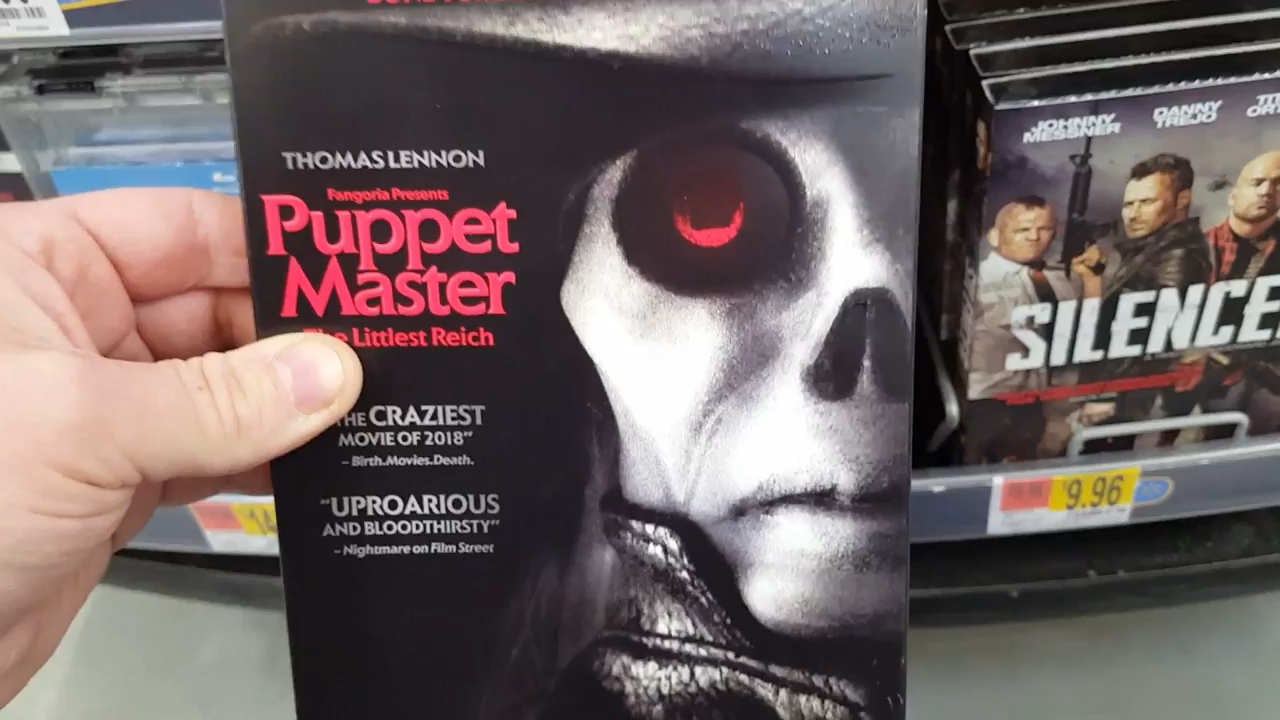 THOMAS LENNON
Fangoria Presents
Puppet
Master
The Littlest Reich
THE CRAZIEST
MOVIE OF 2018"
– Birth.Movies.Death.
"UPROARIOUS
AND BLOODTHIRSTY"
– Nightmare on Film Street
JOHNNY
MESSNER
DANNY
TREJO
SILENCE
9.96
14